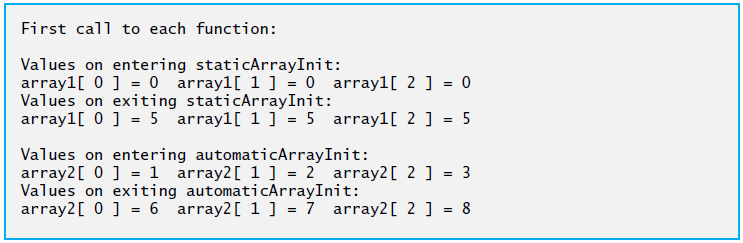 First call to each function:
Values on entering staticArrayInit:
array1[ 0 ] = 0  array1[ 1 ] = 0  array1[ 2 ] = 0
Values on exiting staticArrayInit:
array1[ 0 ] = 5  array1[ 1 ] = 5  array1[ 2 ] = 5
Values on entering automaticArrayInit:
array2[ 0 ] = 1  array2[ 1 ] = 2  array2[ 2 ] = 3
Values on exiting automaticArrayInit:
array2[ 0 ] = 6  array2[ 1 ] = 7  array2[ 2 ] = 8